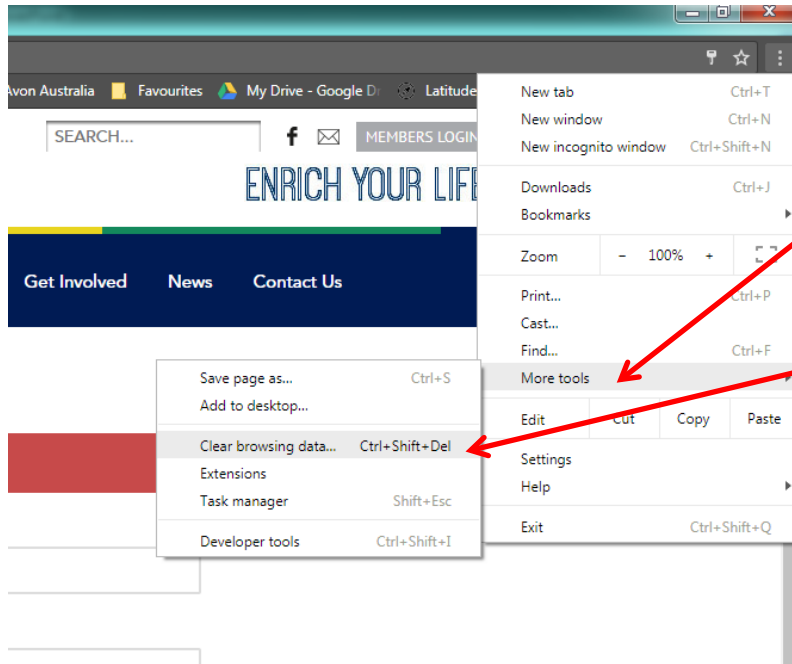 Avon Australia Favourites My Drive - Google Dr Latitude
SEARCH... f MEMBERS LOGIN
ENRICH YOUR LIFE
Get Involved News Contact Us
New tab Ctrl+T
New window Ctrl+N
New incognito window Ctrl+Shift+N
Downloads Ctrl+J
Bookmarks
Zoom - 100% +
Print... Ctrl+P
Cast...
Find... Ctrl+F
More tools
Edit Cut Copy Paste
Settings
Help
Exit Ctrl+Shift+Q
Save page as... Ctrl+S
Add to desktop...
Clear browsing data... Ctrl+Shift+Del
Extensions
Task manager Shift+Esc
Developer tools Ctrl+Shift+I